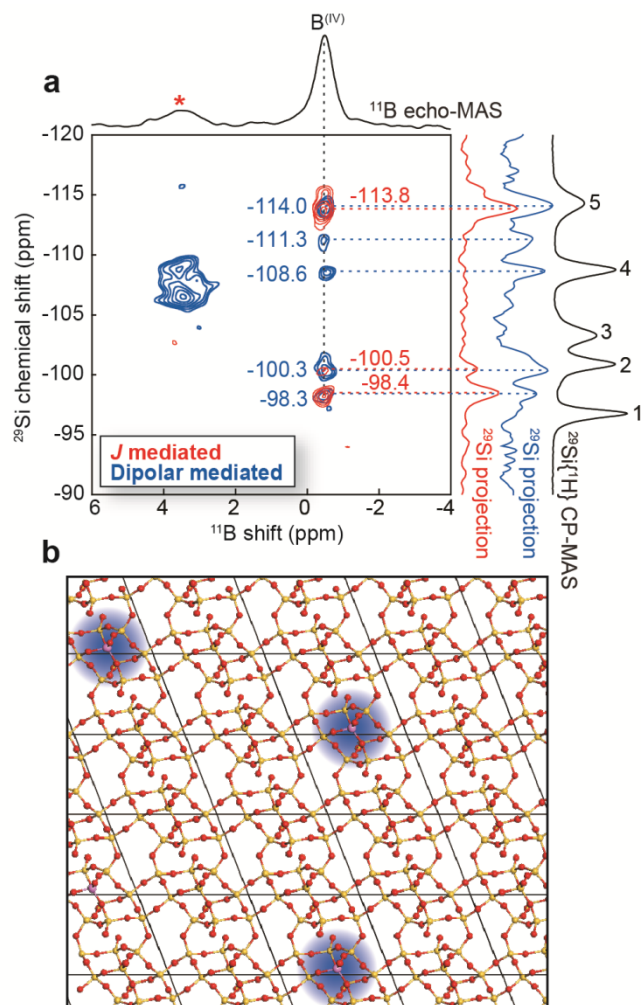 B(IV)
a
*
11B echo-MAS
-120
-115
-110
-105
-100
-95
-90
29Si chemical shift (ppm)
-114.0
-113.8
-111.3
-108.6
-100.3
-100.5
-98.4
-98.3
J mediated
Dipolar mediated
6
4
2
0
-2
-4
11B shift (ppm)
29Si projection
29Si projection
29Si{1H} CP-MAS
5
4
3
2
1
b